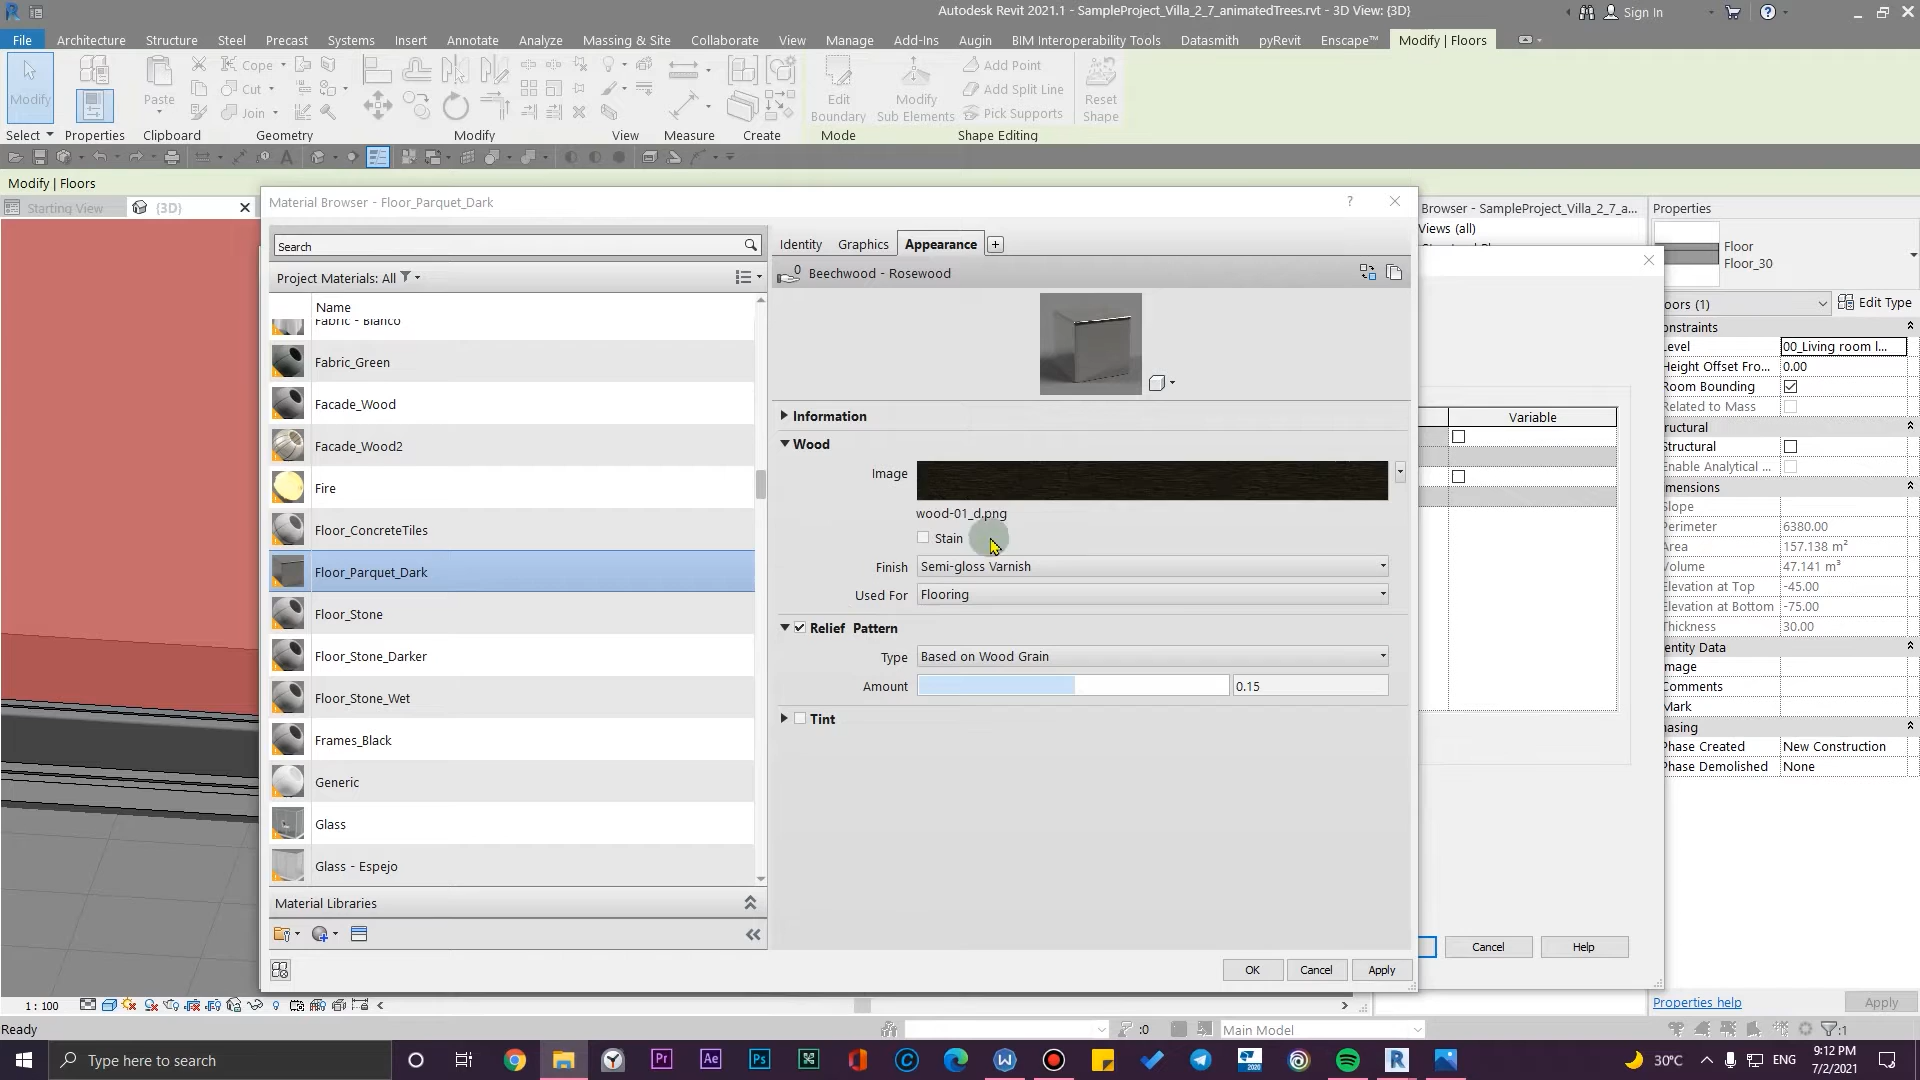 Autodesk Revit 2021.1 - SampleProject_Villa_2_7_animatedTrees.rvt - 3D View: {3D}
Sign In
File Architecture Structure Steel Precast Systems Insert Annotate Analyze Massing & Site Collaborate View Manage Add-Ins Augin BIM Interoperability Tools Datasmith pyRevit Enscape™ Modify | Floors
Modify Paste Cope Cut Join Edit Boundary Modify Sub Elements Add Point Add Split Line Pick Supports Reset Shape
Select Properties Clipboard Geometry Modify View Measure Create Mode Shape Editing
Modify | Floors
Starting View {3D}
Material Browser - Floor_Parquet_Dark
Search
Project Materials: All
Name
Fabric - Blanco
Fabric_Green
Facade_Wood
Facade_Wood2
Fire
Floor_ConcreteTiles
Floor_Parquet_Dark
Floor_Stone
Floor_Stone_Darker
Floor_Stone_Wet
Frames_Black
Generic
Glass
Glass - Espejo
Material Libraries
Identity Graphics Appearance
0 Beechwood - Rosewood
Information
Wood
Image
wood-01_d.png
Stain
Finish Semi-gloss Varnish
Used For Flooring
Relief Pattern
Type Based on Wood Grain
Amount 0.15
Tint
OK Cancel Apply
Browser - SampleProject_Villa_2_7_a...
Views (all)
Variable
Cancel Help
Properties
Floor
Floor_30
oors (1) Edit Type
onstraints
Level 00_Living room l...
Height Offset Fro... 0.00
Room Bounding
Related to Mass
ructural
Structural
Enable Analytical ...
imensions
Slope
Perimeter 6380.00
Area 157.138 m²
Volume 47.141 m³
Elevation at Top -45.00
Elevation at Bottom -75.00
Thickness 30.00
entity Data
Image
Comments
Mark
hasing
Phase Created New Construction
Phase Demolished None
Properties help Apply
1 : 100
Ready
:0
Main Model
:1
Type here to search
30°C
ENG
9:12 PM
7/2/2021